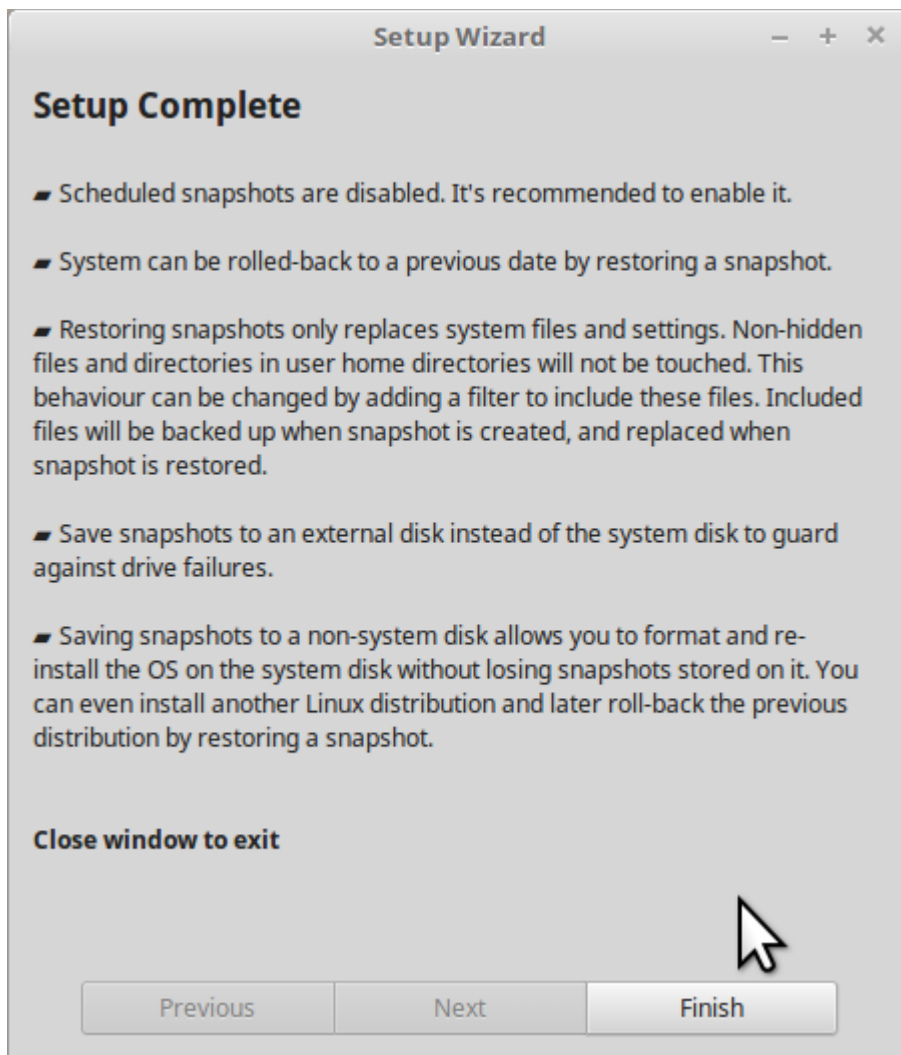 Setup Wizard
Setup Complete
▰ Scheduled snapshots are disabled. It's recommended to enable it.
▰ System can be rolled-back to a previous date by restoring a snapshot.
▰ Restoring snapshots only replaces system files and settings. Non-hidden
files and directories in user home directories will not be touched. This
behaviour can be changed by adding a filter to include these files. Included
files will be backed up when snapshot is created, and replaced when
snapshot is restored.
▰ Save snapshots to an external disk instead of the system disk to guard
against drive failures.
▰ Saving snapshots to a non-system disk allows you to format and re-
install the OS on the system disk without losing snapshots stored on it. You
can even install another Linux distribution and later roll-back the previous
distribution by restoring a snapshot.
Close window to exit
Previous Next Finish